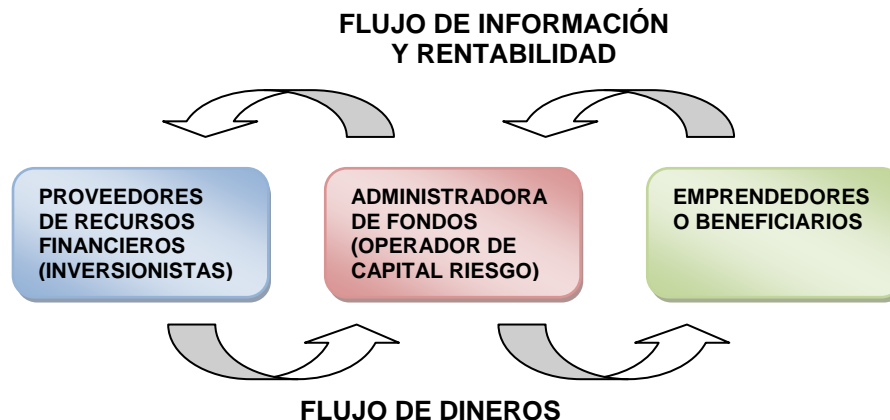 FLUJO DE INFORMACIÓN
Y RENTABILIDAD
PROVEEDORES
DE RECURSOS
FINANCIEROS
(INVERSIONISTAS)
ADMINISTRADORA
DE FONDOS
(OPERADOR DE
CAPITAL RIESGO)
EMPRENDEDORES
O BENEFICIARIOS
FLUJO DE DINEROS